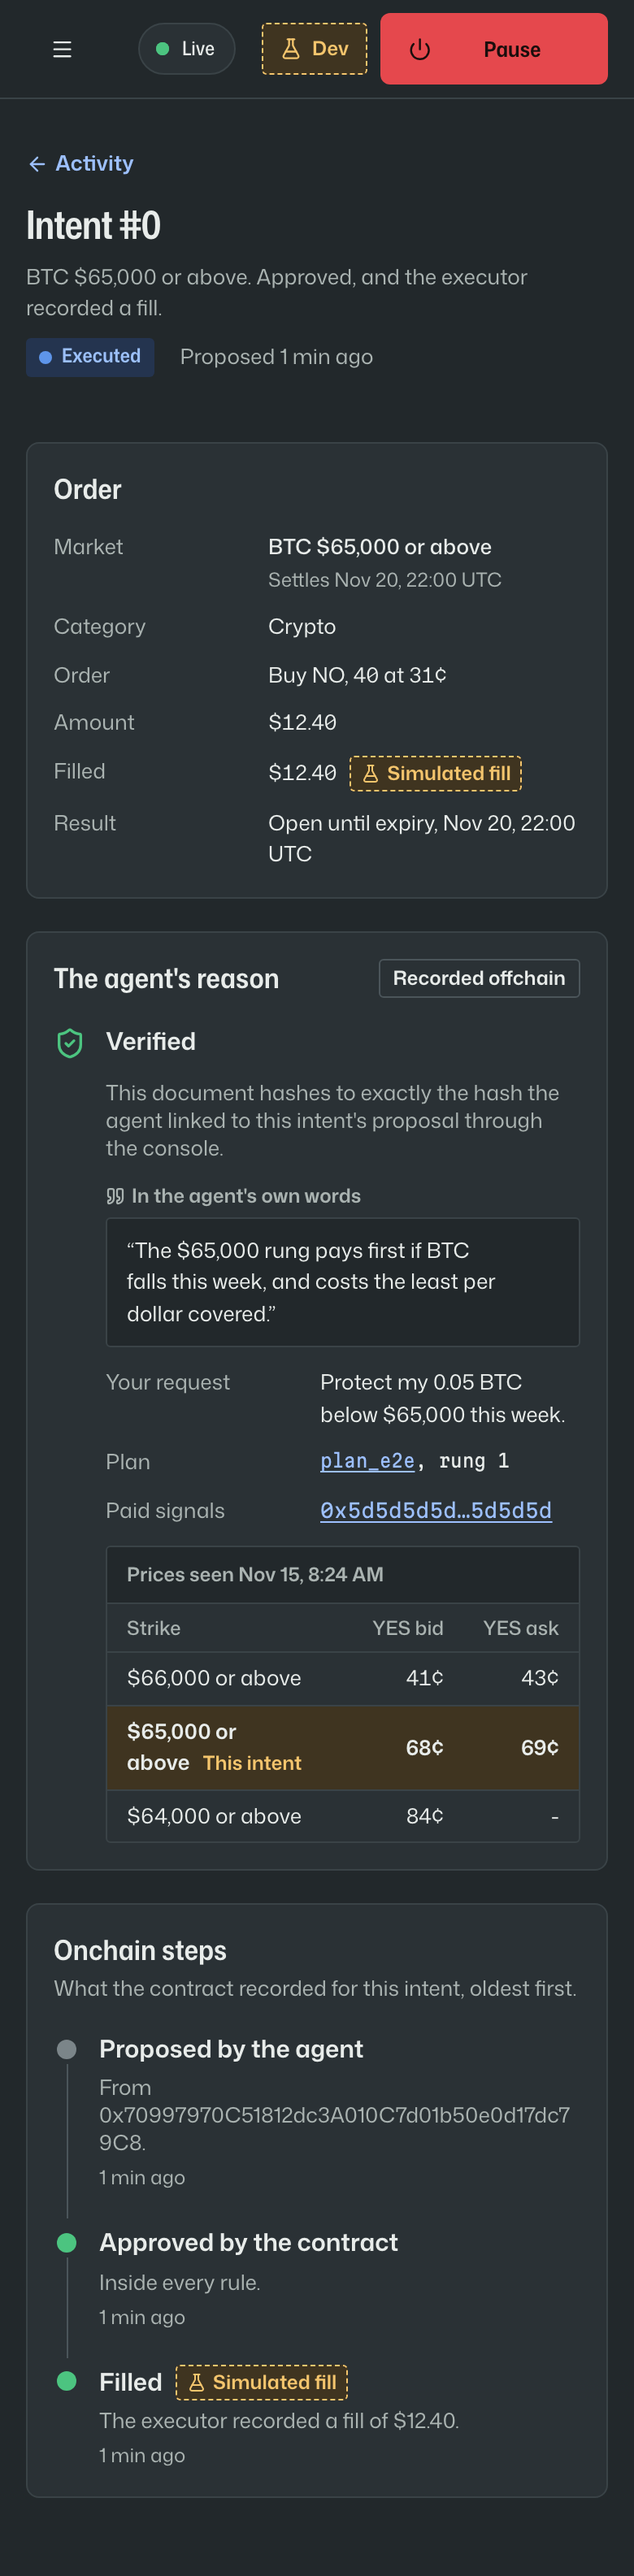 Live
Dev
Pause
Activity
Intent #0
BTC $65,000 or above. Approved, and the executor
recorded a fill.
Executed
Proposed 1 min ago
Order
Market
BTC $65,000 or above
Settles Nov 20, 22:00 UTC
Category
Crypto
Order
Buy NO, 40 at 31¢
Amount
$12.40
Filled
$12.40
Simulated fill
Result
Open until expiry, Nov 20, 22:00
UTC
The agent's reason
Recorded offchain
Verified
This document hashes to exactly the hash the
agent linked to this intent's proposal through
the console.
In the agent's own words
“The $65,000 rung pays first if BTC
falls this week, and costs the least per
dollar covered.”
Your request
Protect my 0.05 BTC
below $65,000 this week.
Plan
plan_e2e, rung 1
Paid signals
0x5d5d5d5d…5d5d5d
Prices seen Nov 15, 8:24 AM
Strike YES bid YES ask
$66,000 or above 41¢ 43¢
$65,000 or
above This intent 68¢ 69¢
$64,000 or above 84¢ -
Onchain steps
What the contract recorded for this intent, oldest first.
Proposed by the agent
From
0x70997970C51812dc3A010C7d01b50e0d17dc7
9C8.
1 min ago
Approved by the contract
Inside every rule.
1 min ago
Filled
Simulated fill
The executor recorded a fill of $12.40.
1 min ago